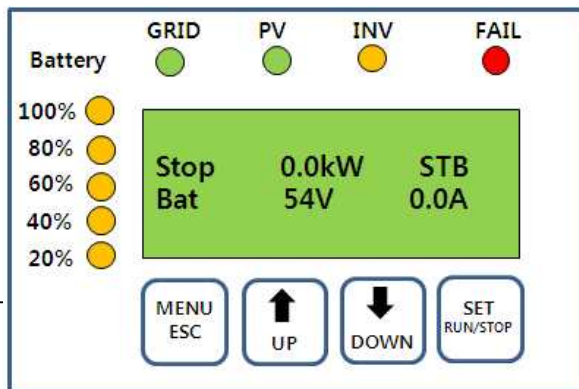 GRID PV INV FAIL
Battery
100%
80%
60%
40%
20%
Stop 0.0kW STB
Bat 54V 0.0A
MENU
ESC
UP
DOWN
SET
RUN/STOP